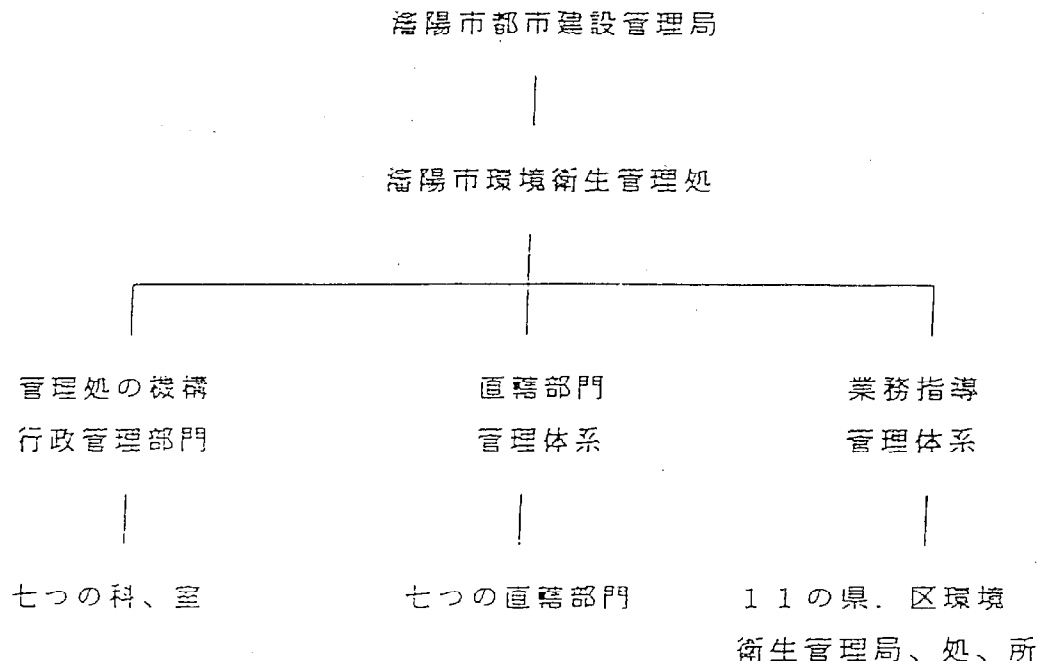 瀋陽市都市建設管理局
瀋陽市環境衛生管理処
管理処の機構
行政管理部門
直轄部門
管理体系
業務指導
管理体系
七つの科、室
七つの直轄部門
11の県.区環境
衛生管理局、処、所